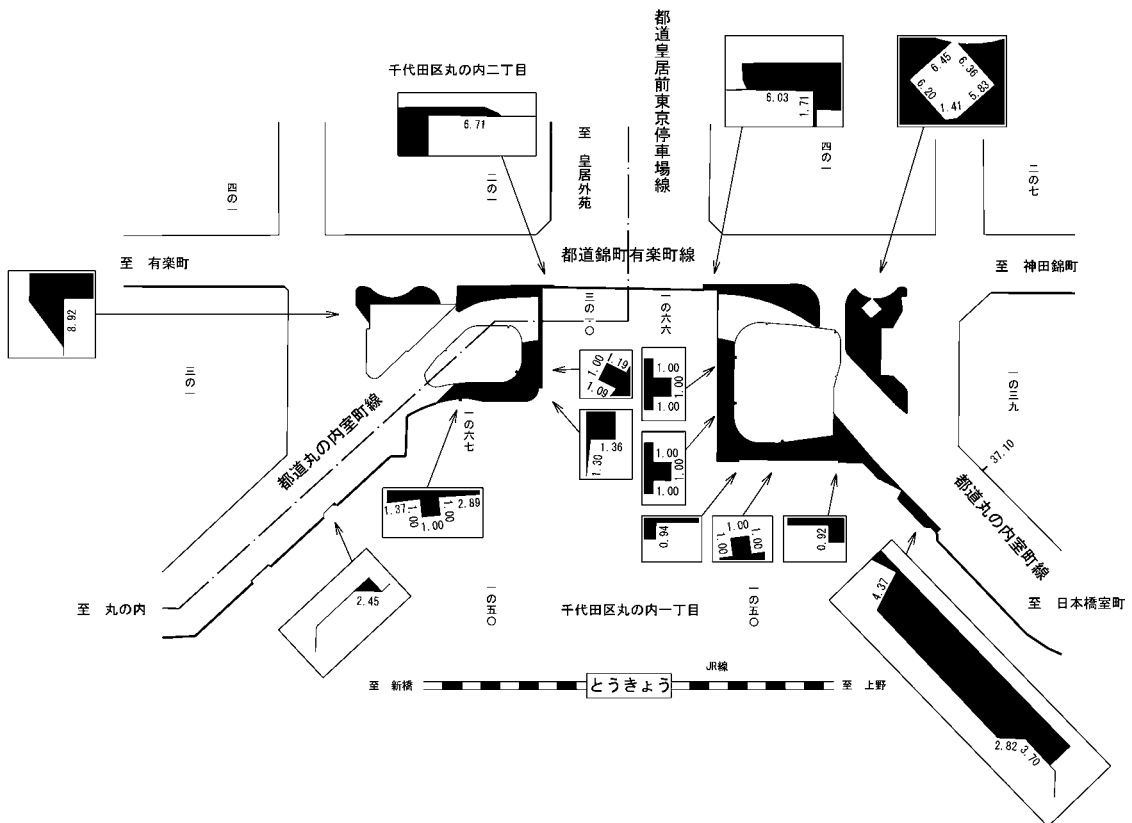 都道皇居前東京停車場線
千代田区丸の内二丁目
6.71
至 皇居外苑
6.03
1.71
6.45
6.36
6.20
5.83
1.41
四の一
二の一
四の一
二の七
都道錦町有楽町線
至 有楽町
至 神田錦町
8.92
三の一
三の一〇
一の六六
一の三九
1.00
1.19
1.09
1.00
1.00
1.00
1.36
1.30
1.00
1.00
1.00
一の六七
都道丸の内室町線
37.10
都道丸の内室町線
1.37
1.00
1.00
1.00
2.89
0.94
1.00
1.00
1.00
0.92
2.45
4.37
2.82
3.70
至 丸の内
一の五〇
千代田区丸の内一丁目
一の五〇
至 日本橋室町
至 新橋
とうきょう
JR線
至 上野